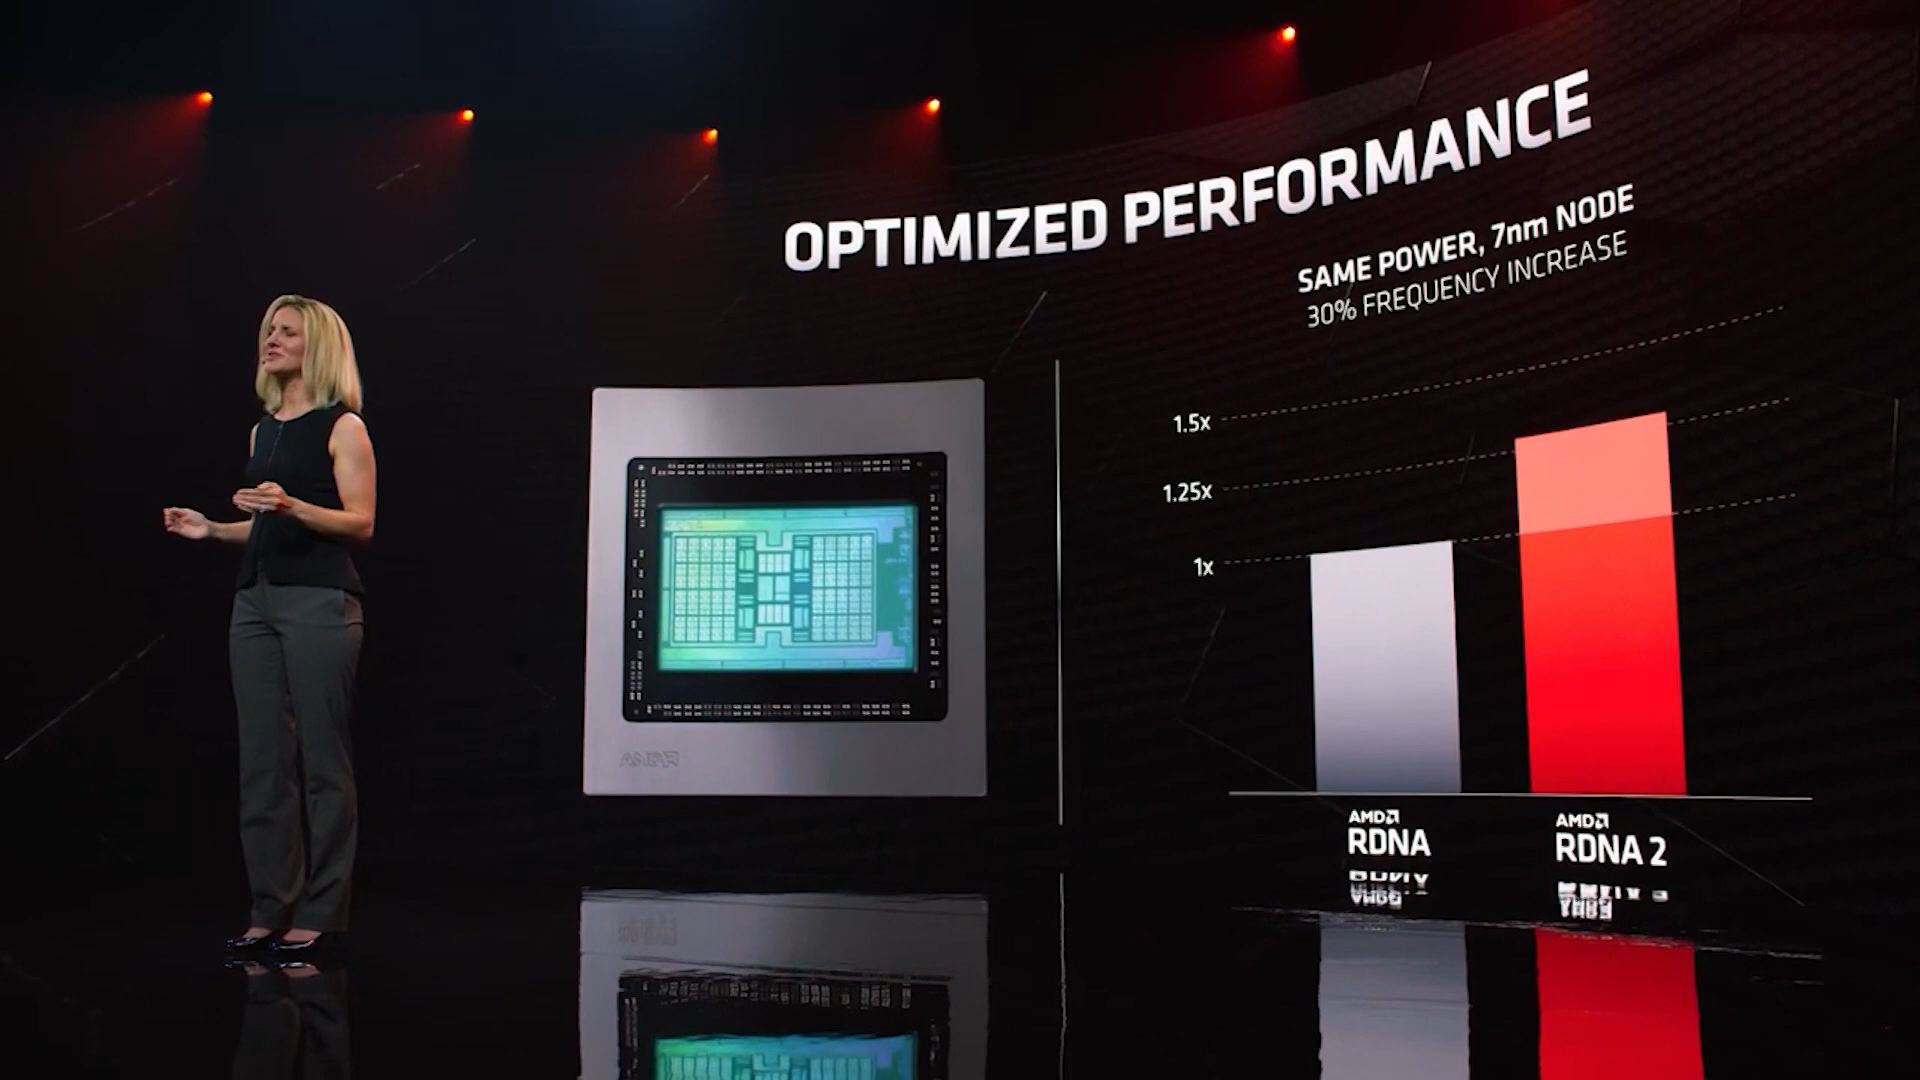 OPTIMIZED PERFORMANCE
SAME POWER, 7nm NODE
30% FREQUENCY INCREASE
1.5x
1.25x
1x
AMD
RDNA
AMD
RDNA 2